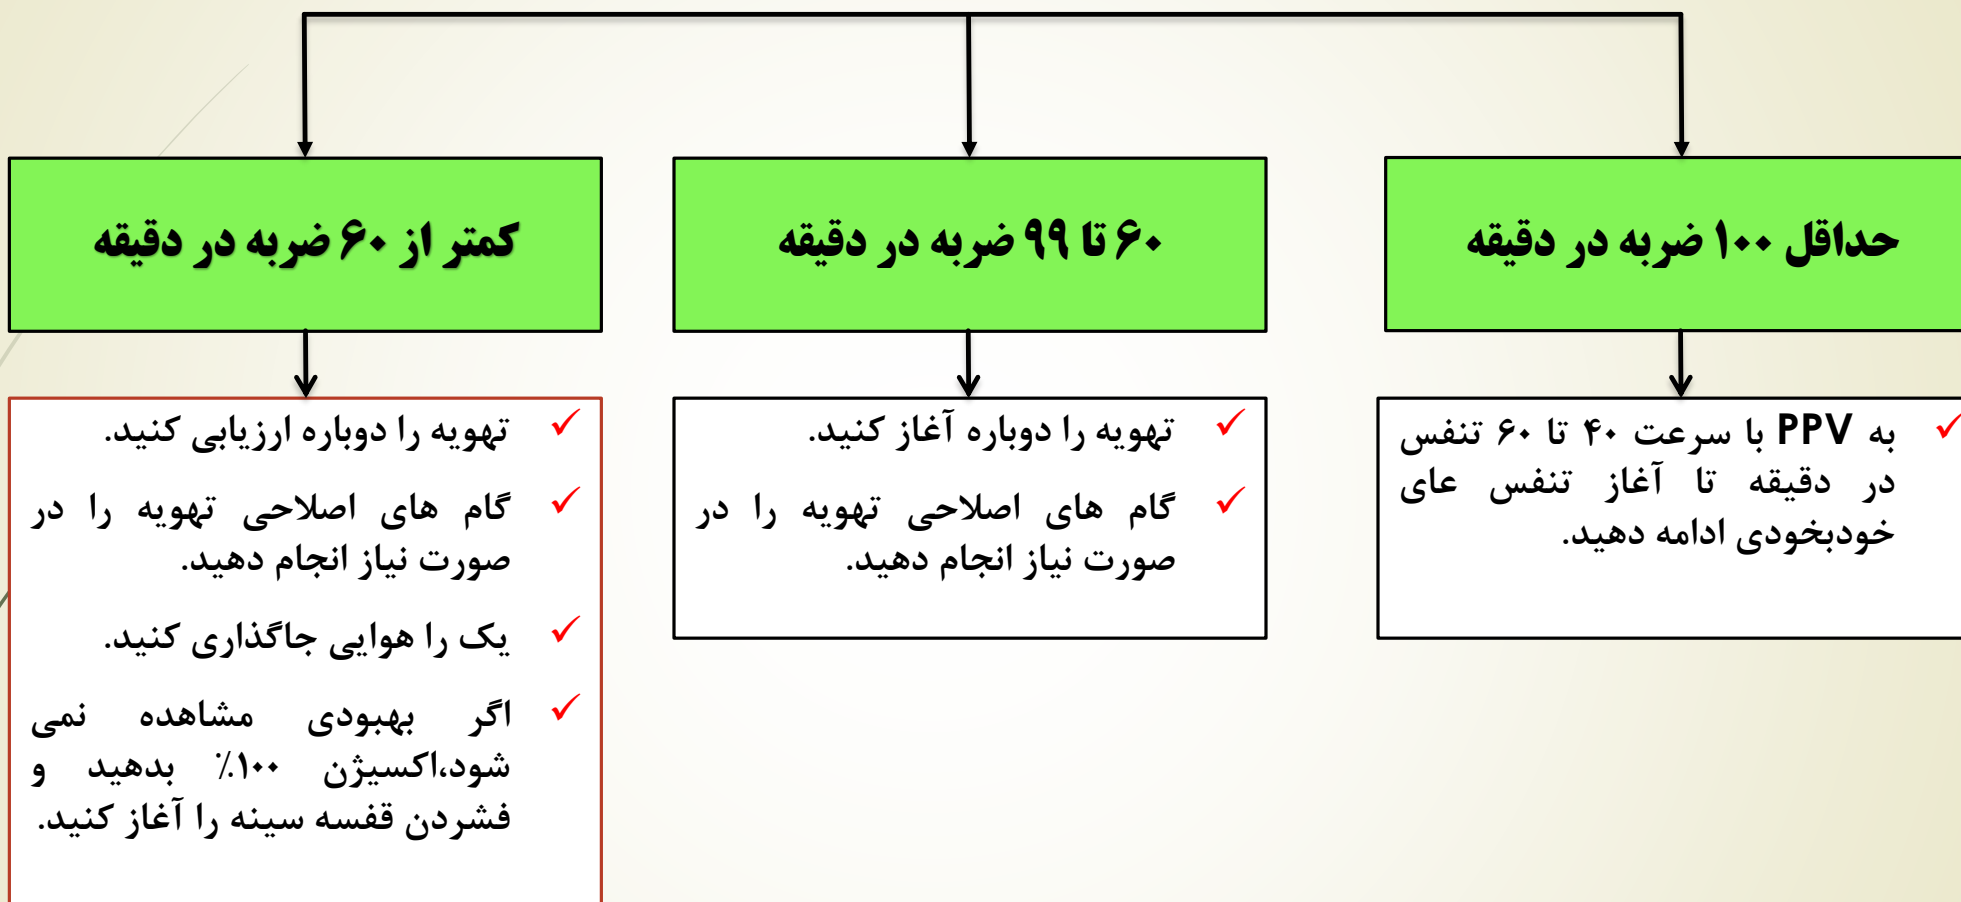 حداقل ۱۰۰ ضربه در دقیقه
۶۰ تا ۹۹ ضربه در دقیقه
کمتر از ۶۰ ضربه در دقیقه
✓ به PPV با سرعت ۴۰ تا ۶۰ تنفس
در دقیقه تا آغاز تنفس عای
خودبخودی ادامه دهید.
✓ تهویه را دوباره آغاز کنید.
✓ گام های اصلاحی تهویه را در
صورت نیاز انجام دهید.
✓ تهویه را دوباره ارزیابی کنید.
✓ گام های اصلاحی تهویه را در
صورت نیاز انجام دهید.
✓ یک را هوایی جاگذاری کنید.
✓ اگر بهبودی مشاهده نمی
شود،اکسیژن ۱۰۰٪ بدهید و
فشردن قفسه سینه را آغاز کنید.